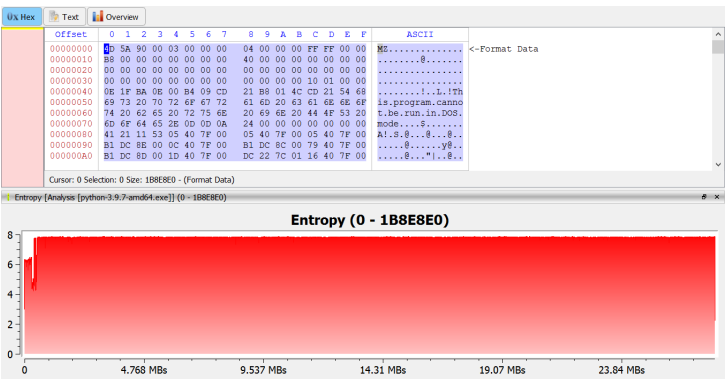 0x Hex Text Overview
Offset 0 1 2 3 4 5 6 7 8 9 A B C D E F ASCII
00000000 4D 5A 90 00 03 00 00 00 04 00 00 00 FF FF 00 00 MZ.............. <-Format Data
00000010 B8 00 00 00 00 00 00 00 40 00 00 00 00 00 00 00 ........@.......
00000020 00 00 00 00 00 00 00 00 00 00 00 00 00 00 00 00 ................
00000030 00 00 00 00 00 00 00 00 00 00 00 00 10 01 00 00 ................
00000040 0E 1F BA 0E 00 B4 09 CD 21 B8 01 4C CD 21 54 68 ........!..L.!Th
00000050 69 73 20 70 72 6F 67 72 61 6D 20 63 61 6E 6E 6F is.program.canno
00000060 74 20 62 65 20 72 75 6E 20 69 6E 20 44 4F 53 20 t.be.run.in.DOS.
00000070 6D 6F 64 65 2E 0D 0D 0A 24 00 00 00 00 00 00 00 mode....$.......
00000080 41 21 11 53 05 40 7F 00 05 40 7F 00 05 40 7F 00 A!.S.@...@...@..
00000090 B1 DC 8E 00 0C 40 7F 00 B1 DC 8C 00 79 40 7F 00 .....@......y@..
000000A0 B1 DC 8D 00 1D 40 7F 00 DC 22 7C 01 16 40 7F 00 .....@..."|..@..
Cursor: 0 Selection: 0 Size: 1B8E8E0 - (Format Data)
Entropy [Analysis [python-3.9.7-amd64.exe]] (0 - 1B8E8E0)
Entropy (0 - 1B8E8E0)
8
6
4
2
0
0 4.768 MBs 9.537 MBs 14.31 MBs 19.07 MBs 23.84 MBs